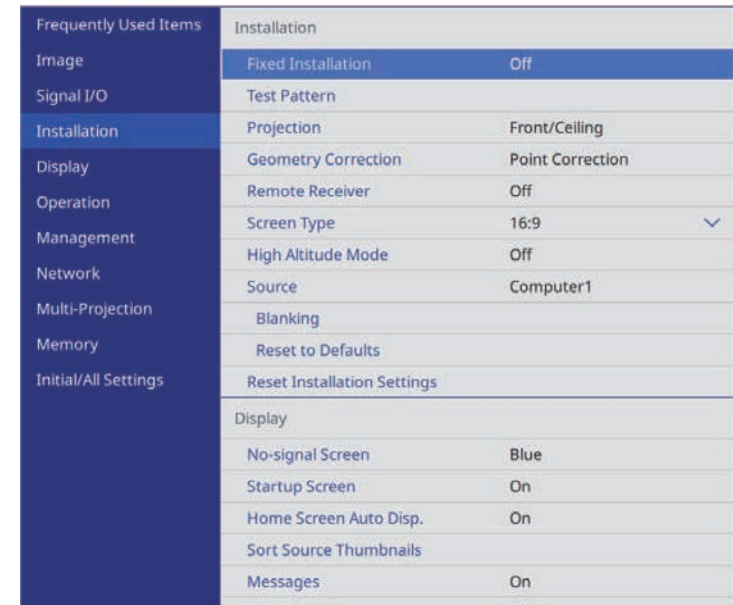 Frequently Used Items
Image
Signal I/O
Installation
Display
Operation
Management
Network
Multi-Projection
Memory
Initial/All Settings
Installation
Fixed Installation Off
Test Pattern
Projection Front/Ceiling
Geometry Correction Point Correction
Remote Receiver Off
Screen Type 16:9
High Altitude Mode Off
Source Computer1
Blanking
Reset to Defaults
Reset Installation Settings
Display
No-signal Screen Blue
Startup Screen On
Home Screen Auto Disp. On
Sort Source Thumbnails
Messages On